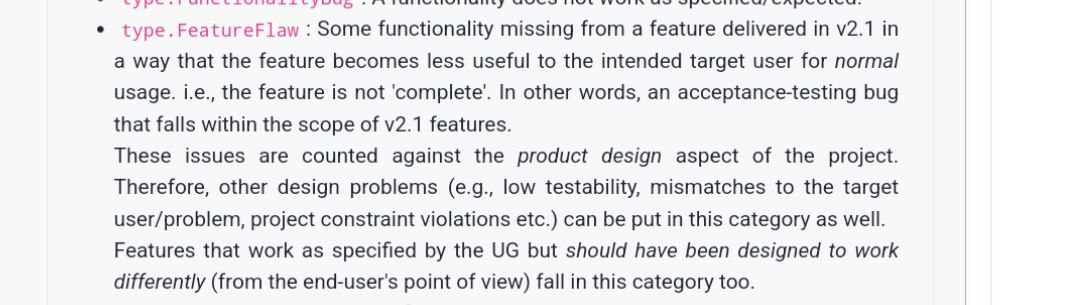 type.FunctionalityBug : A functionality does not work as specified/expected.
• type.FeatureFlaw : Some functionality missing from a feature delivered in v2.1 in
a way that the feature becomes less useful to the intended target user for normal
usage. i.e., the feature is not 'complete'. In other words, an acceptance-testing bug
that falls within the scope of v2.1 features.
These issues are counted against the product design aspect of the project.
Therefore, other design problems (e.g., low testability, mismatches to the target
user/problem, project constraint violations etc.) can be put in this category as well.
Features that work as specified by the UG but should have been designed to work
differently (from the end-user's point of view) fall in this category too.